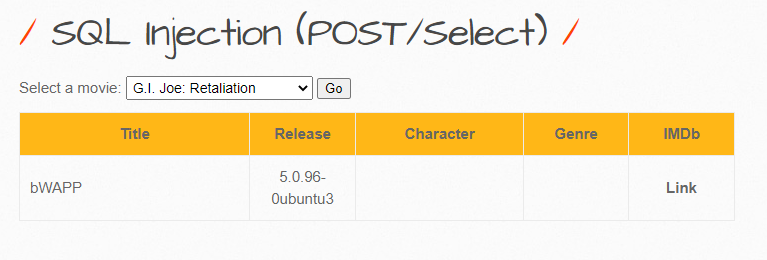 / SQL Injection (POST/Select) /
Select a movie: G.I. Joe: Retaliation Go
Title Release Character Genre IMDb
bWAPP 5.0.96-0ubuntu3 Link